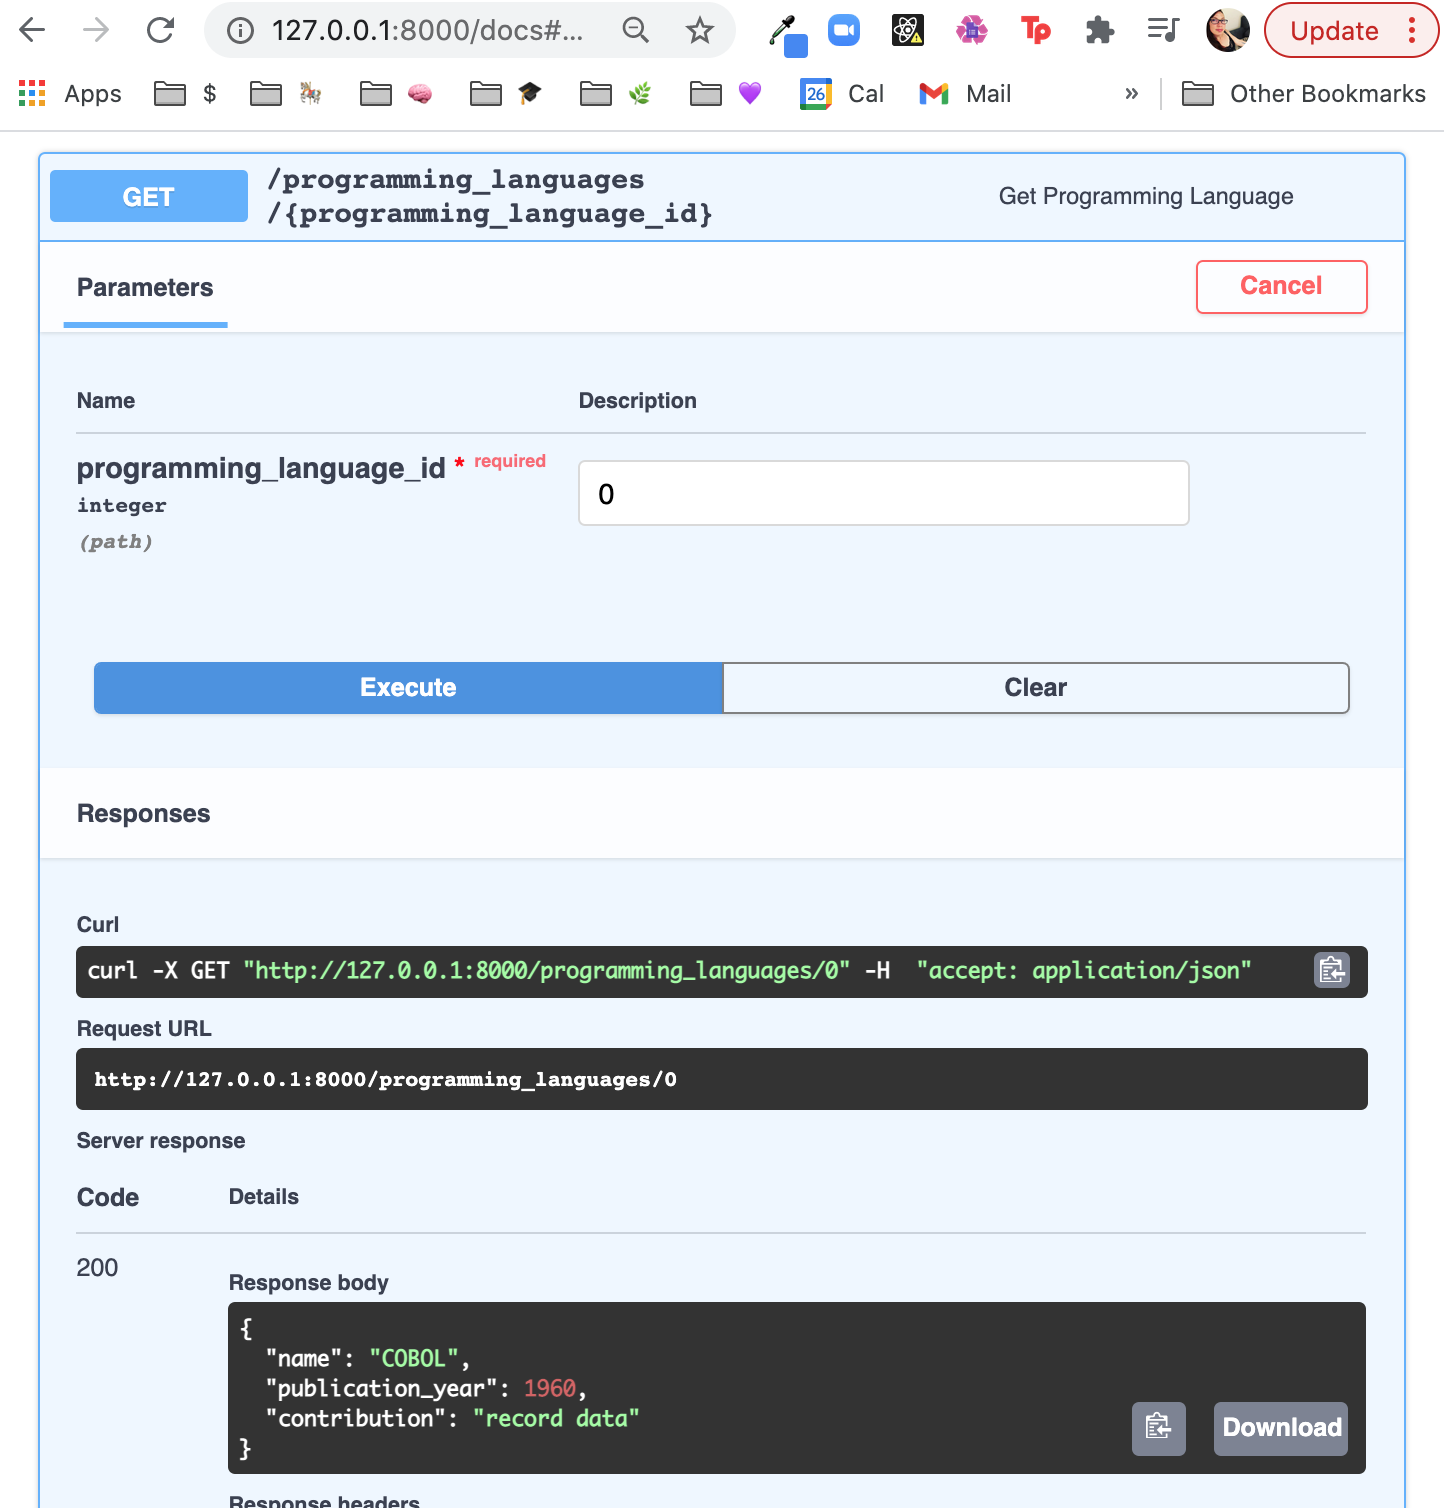 127.0.0.1:8000/docs#...
Tp
Update
Apps
$
26
Cal
Mail
»
Other Bookmarks
GET
/programming_languages
/{programming_language_id}
Get Programming Language
Parameters
Cancel
Name
Description
programming_language_id * required
integer
(path)
0
Execute
Clear
Responses
Curl
curl -X GET "http://127.0.0.1:8000/programming_languages/0" -H  "accept: application/json"
Request URL
http://127.0.0.1:8000/programming_languages/0
Server response
Code
Details
200
Response body
{
"name": "COBOL",
"publication_year": 1960,
"contribution": "record data"
}
Download
Response headers